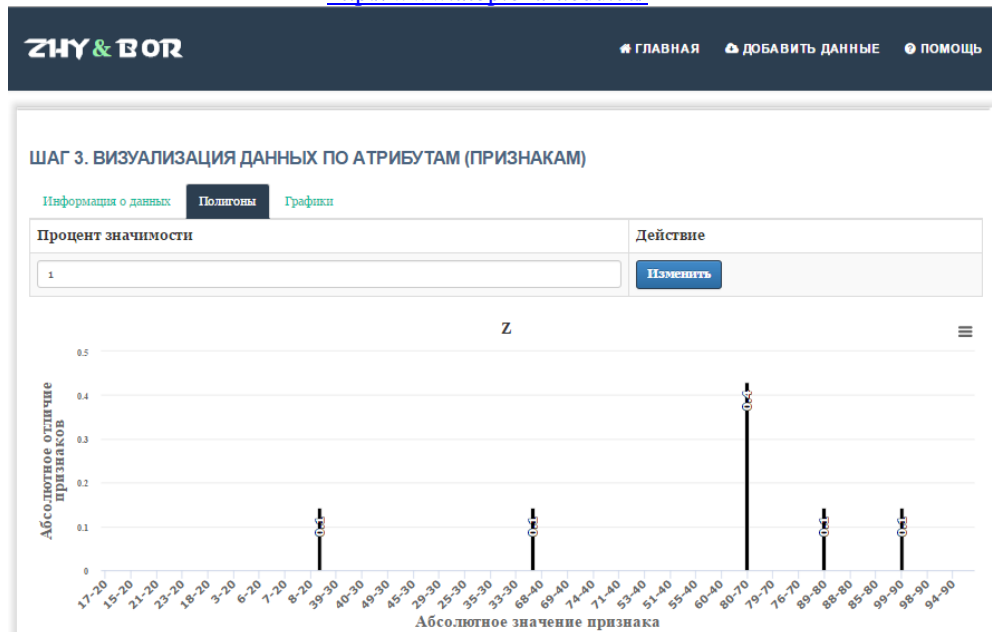 ZHY & BOR
ГЛАВНАЯ ДОБАВИТЬ ДАННЫЕ ПОМОЩЬ
ШАГ 3. ВИЗУАЛИЗАЦИЯ ДАННЫХ ПО АТРИБУТАМ (ПРИЗНАКАМ)
Информация о данных Полигоны Графики
Процент значимости Действие
1 Изменить
Z
Абсолютное отличие
признаков
0.5
0.4
0.3
0.2
0.1
0
17-20 15-20 21-20 23-20 18-20 3-20 6-20 7-20 8-20 39-30 40-30 49-30 45-30 29-30 25-30 35-30 33-30 68-40 69-40 74-40 71-40 53-40 51-40 55-40 60-40 80-70 79-70 76-70 89-80 88-80 85-80 99-90 98-90 94-90
Абсолютное значение признака